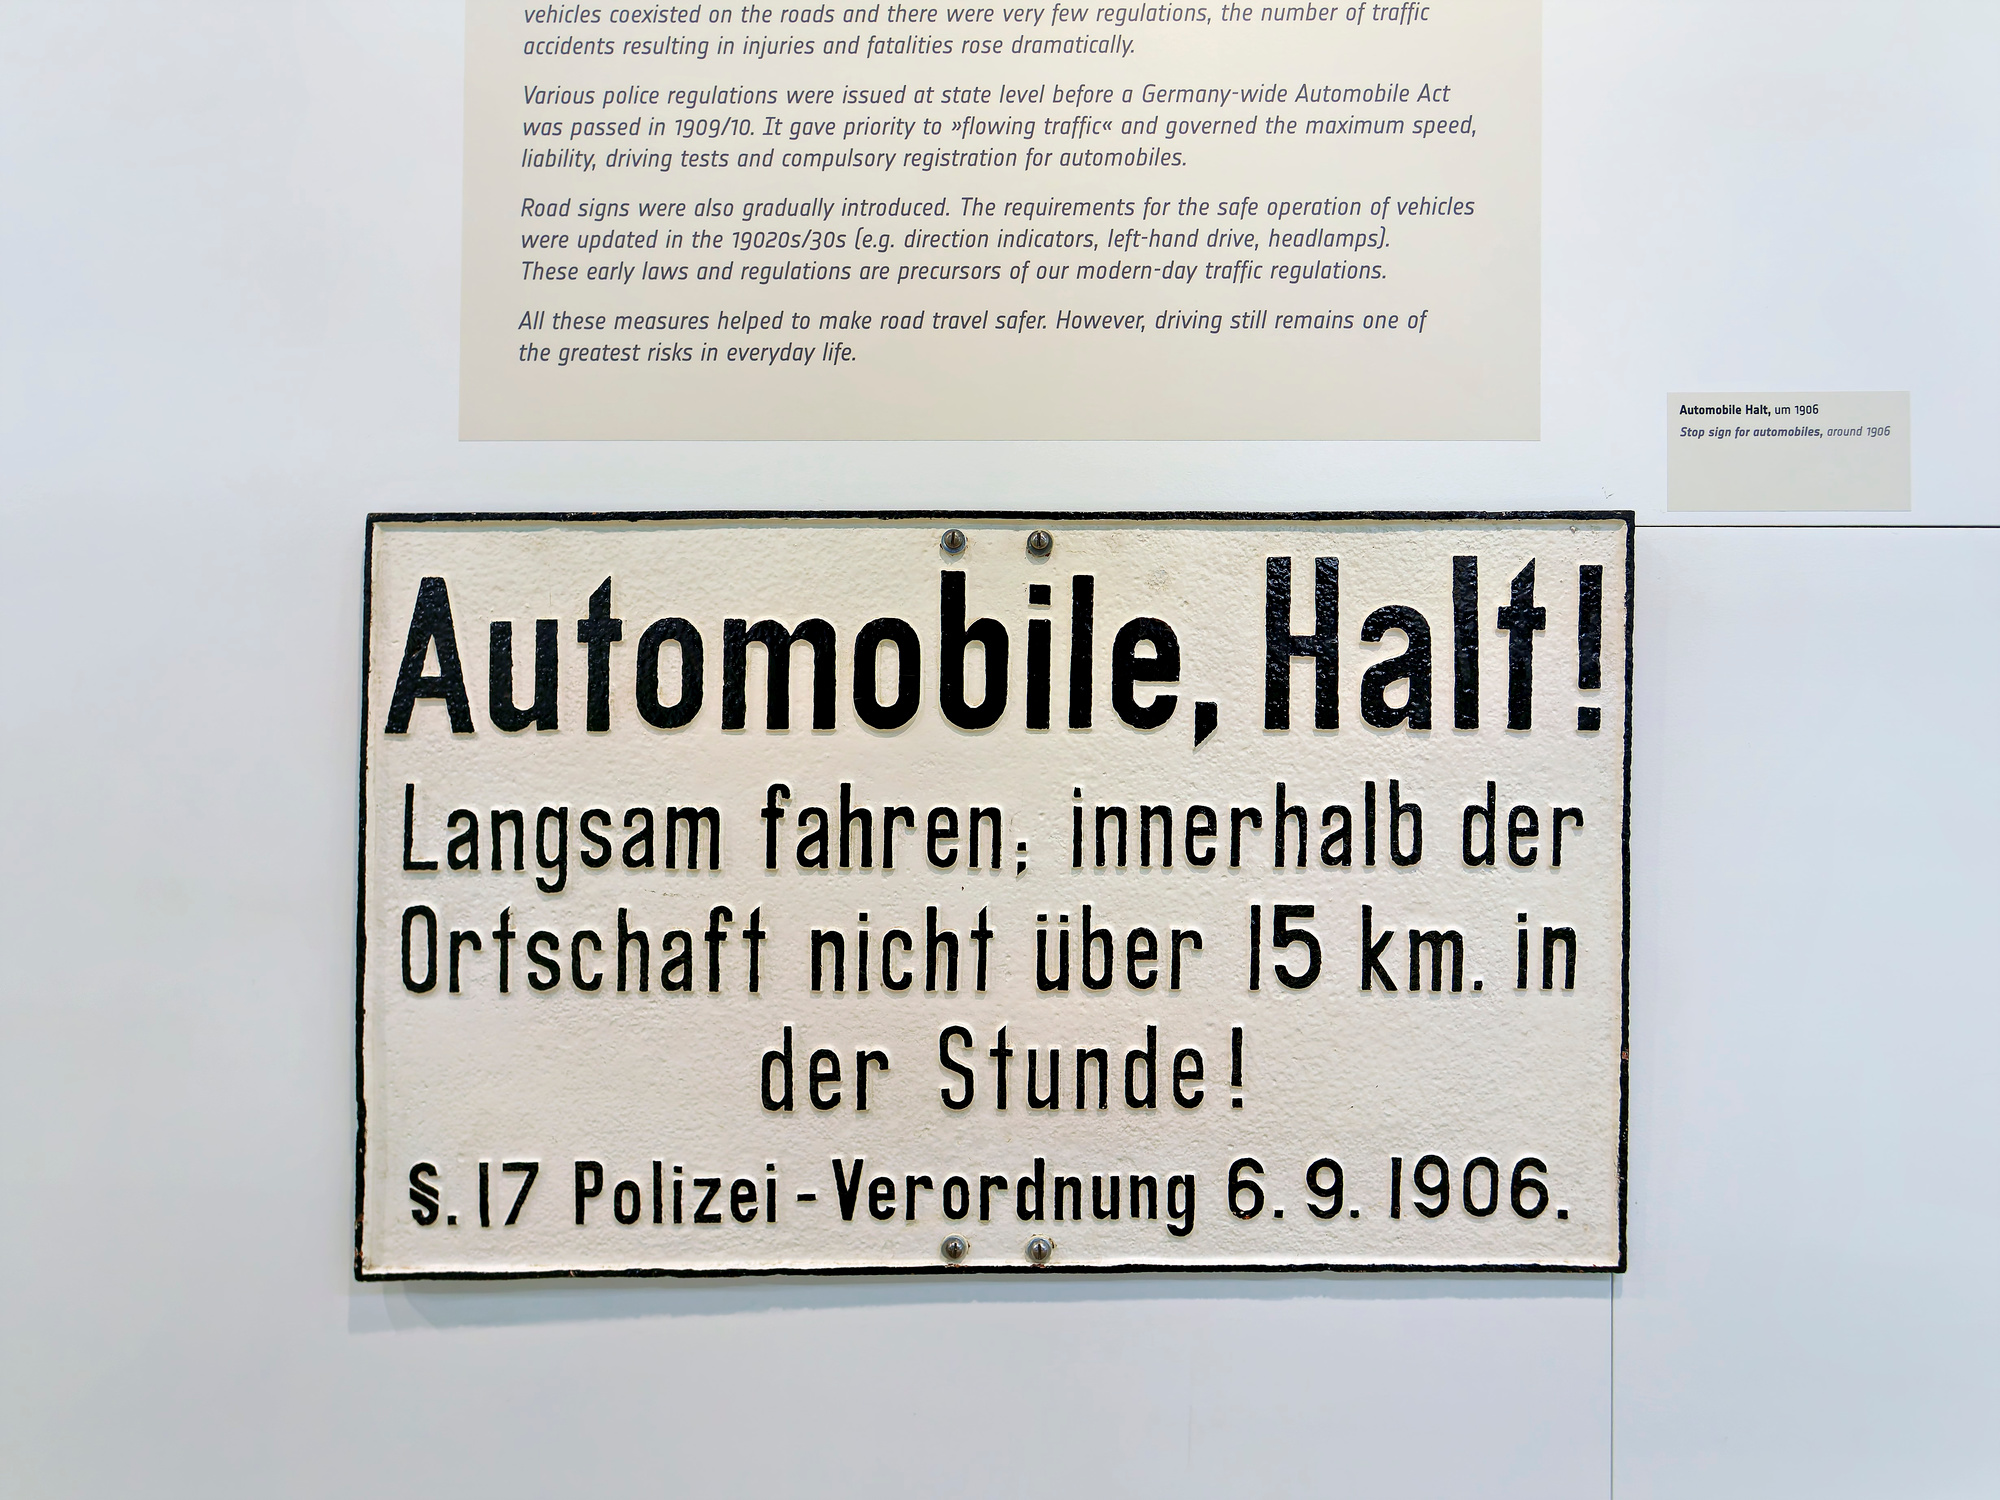 vehicles coexisted on the roads and there were very few regulations, the number of traffic
accidents resulting in injuries and fatalities rose dramatically.
Various police regulations were issued at state level before a Germany-wide Automobile Act
was passed in 1909/10. It gave priority to »flowing traffic« and governed the maximum speed,
liability, driving tests and compulsory registration for automobiles.
Road signs were also gradually introduced. The requirements for the safe operation of vehicles
were updated in the 19020s/30s (e.g. direction indicators, left-hand drive, headlamps).
These early laws and regulations are precursors of our modern-day traffic regulations.
All these measures helped to make road travel safer. However, driving still remains one of
the greatest risks in everyday life.
Automobile Halt, um 1906
Stop sign for automobiles, around 1906
Automobile, Halt!
Langsam fahren; innerhalb der
Ortschaft nicht über 15 km. in
der Stunde!
§. 17 Polizei-Verordnung 6. 9. 1906.